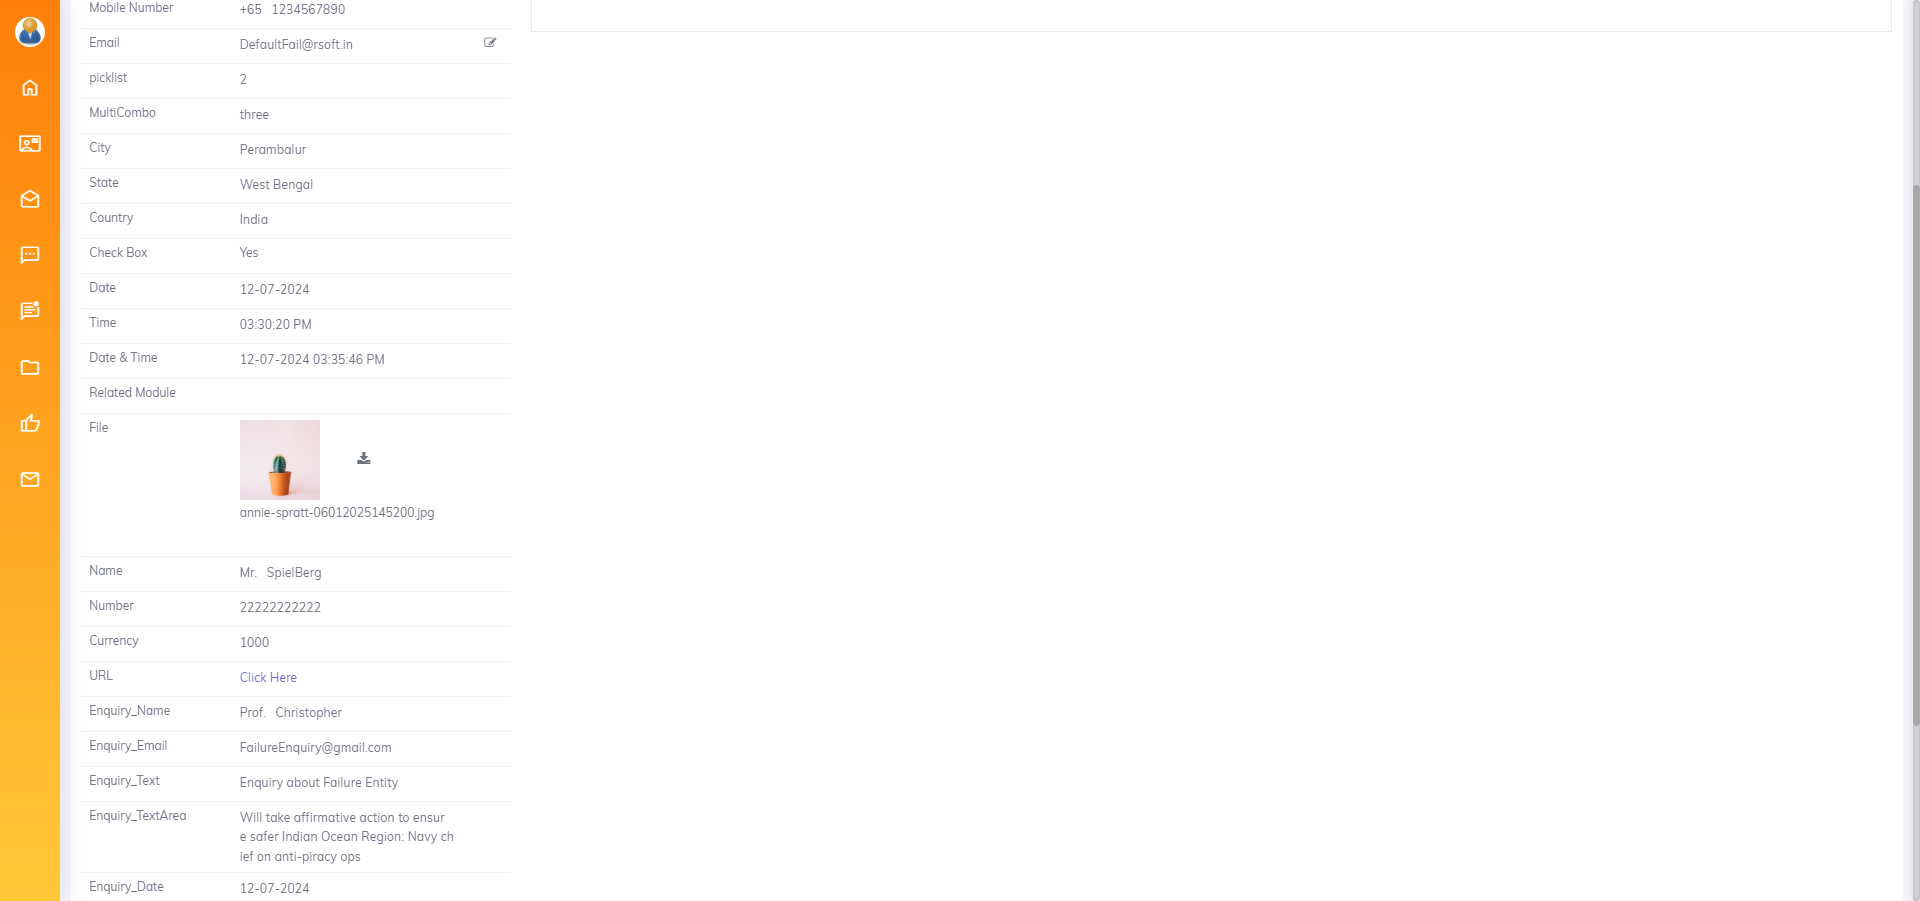 Mobile Number +65 1234567890
Email DefaultFail@rsoft.in
picklist 2
MultiCombo three
City Perambalur
State West Bengal
Country India
Check Box Yes
Date 12-07-2024
Time 03:30:20 PM
Date & Time 12-07-2024 03:35:46 PM
Related Module
File
annie-spratt-06012025145200.jpg
Name Mr. SpielBerg
Number 22222222222
Currency 1000
URL Click Here
Enquiry_Name Prof. Christopher
Enquiry_Email FailureEnquiry@gmail.com
Enquiry_Text Enquiry about Failure Entity
Enquiry_TextArea Will take affirmative action to ensur
e safer Indian Ocean Region: Navy ch
ief on anti-piracy ops
Enquiry_Date 12-07-2024